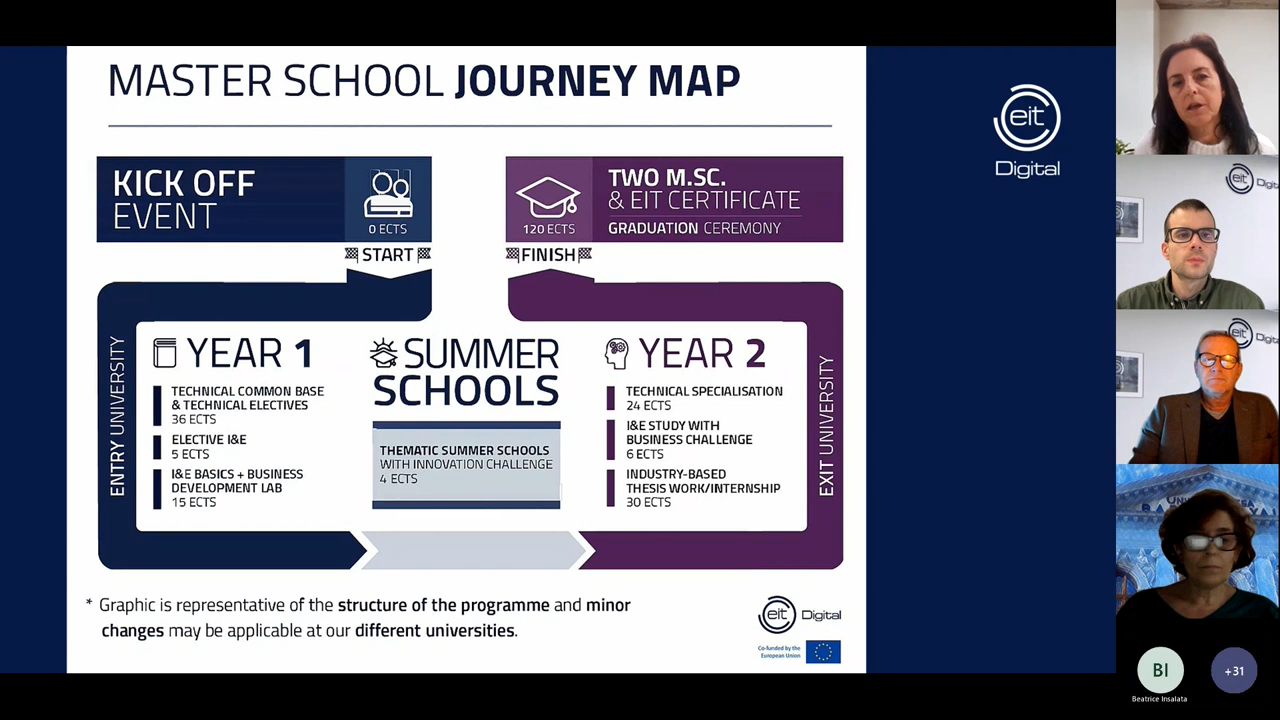 MASTER SCHOOL JOURNEY MAP
KICK OFF
EVENT
0 ECTS
START
120 ECTS
FINISH
TWO M.SC.
& EIT CERTIFICATE
GRADUATION CEREMONY
ENTRY UNIVERSITY
YEAR 1
TECHNICAL COMMON BASE
& TECHNICAL ELECTIVES
36 ECTS
ELECTIVE I&E
5 ECTS
I&E BASICS + BUSINESS
DEVELOPMENT LAB
15 ECTS
SUMMER
SCHOOLS
THEMATIC SUMMER SCHOOLS
WITH INNOVATION CHALLENGE
4 ECTS
YEAR 2
TECHNICAL SPECIALISATION
24 ECTS
I&E STUDY WITH
BUSINESS CHALLENGE
6 ECTS
INDUSTRY-BASED
THESIS WORK/INTERNSHIP
30 ECTS
EXIT UNIVERSITY
* Graphic is representative of the structure of the programme and minor
changes may be applicable at our different universities.
eit Digital
Co-funded by the
European Union
eit
Digital
eit Digital
eit
BI
Beatrice Insalata
+31